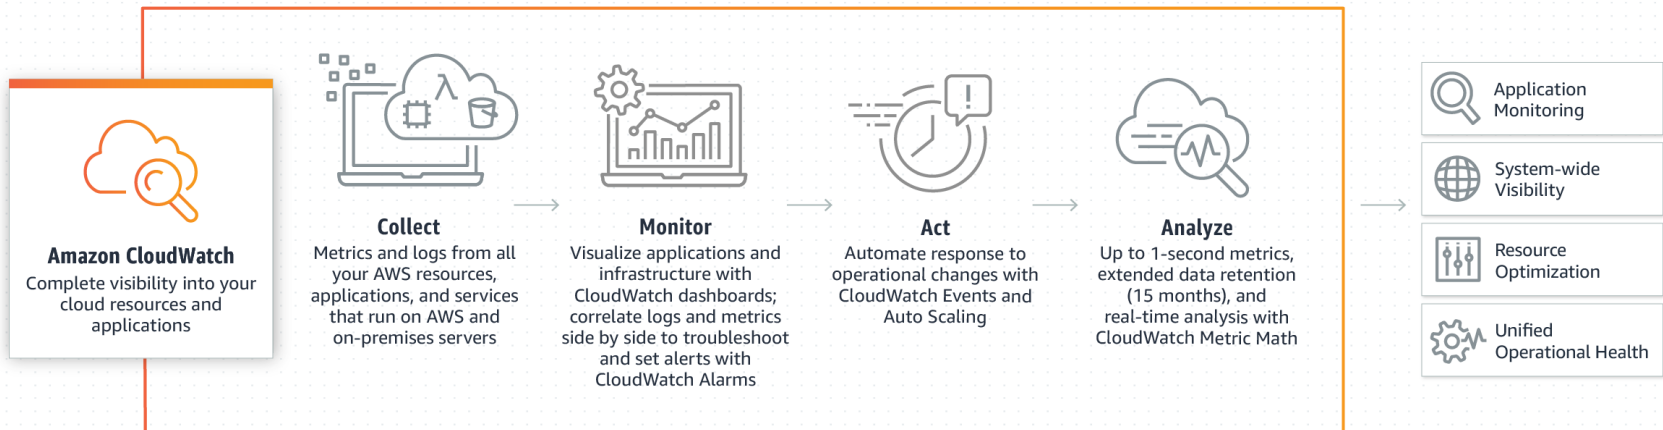 Amazon CloudWatch
Complete visibility into your
cloud resources and
applications
Collect
Metrics and logs from all
your AWS resources,
applications, and services
that run on AWS and
on-premises servers
Monitor
Visualize applications and
infrastructure with
CloudWatch dashboards;
correlate logs and metrics
side by side to troubleshoot
and set alerts with
CloudWatch Alarms
Act
Automate response to
operational changes with
CloudWatch Events and
Auto Scaling
Analyze
Up to 1-second metrics,
extended data retention
(15 months), and
real-time analysis with
CloudWatch Metric Math
Application
Monitoring
System-wide
Visibility
Resource
Optimization
Unified
Operational Health